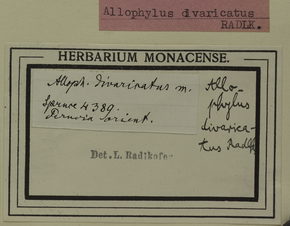 Allophylus divaricatus
RADLK.
HERBARIUM MONACENSE.
Alloph. divaricatus m.
Spruce 4389.
Peruvia orient.
Allo-
phylus
divarica-
tus Radlk
Det. L. Radlkofer